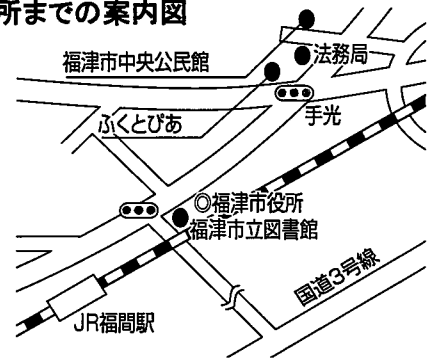 所までの案内図
福津市中央公民館
法務局
ふくとぴあ
手光
◎福津市役所
福津市立図書館
国道3号線
JR福間駅